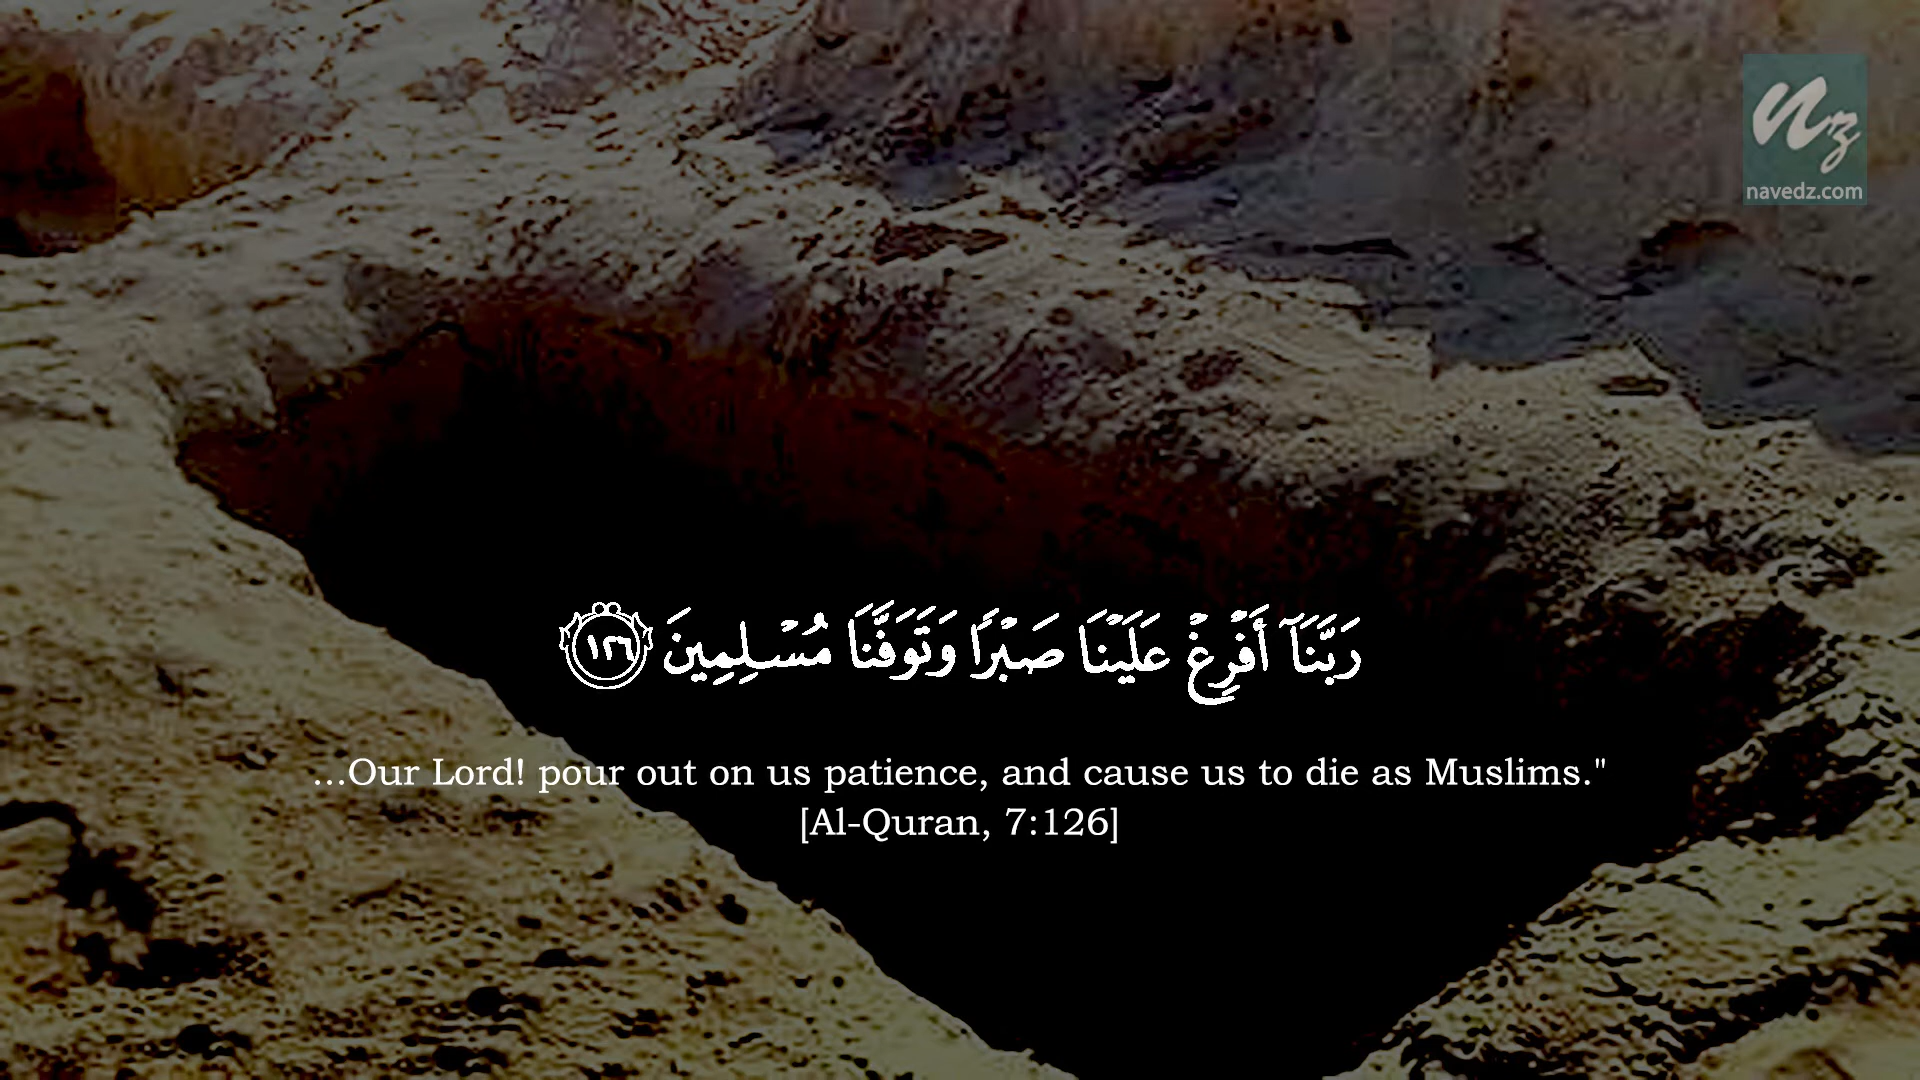 nz
navedz.com
رَبَّنَآ أَفْرِغْ عَلَيْنَا صَبْرًا وَتَوَفَّنَا مُسْلِمِينَ ١٢٦
...Our Lord! pour out on us patience, and cause us to die as Muslims."
[Al-Quran, 7:126]